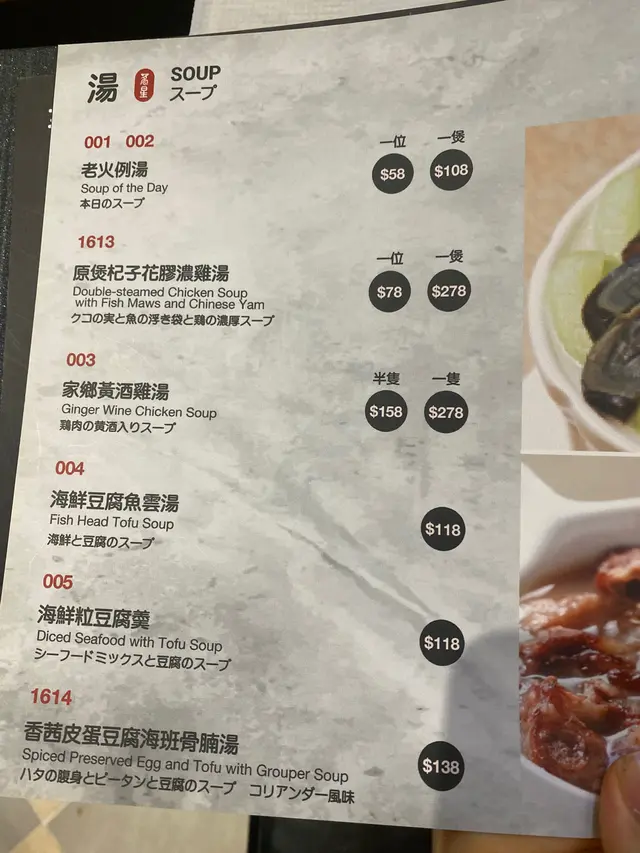 湯 SOUP
スープ
001 002
一位 一煲
老火例湯
$58 $108
Soup of the Day
本日のスープ
1613
一位 一煲
原煲杞子花膠濃雞湯
$78 $278
Double-steamed Chicken Soup
with Fish Maws and Chinese Yam
クコの実と魚の浮き袋と鶏の濃厚スープ
003
半隻 一隻
家鄉黃酒雞湯
$158 $278
Ginger Wine Chicken Soup
鶏肉の黄酒入りスープ
004
海鮮豆腐魚雲湯
$118
Fish Head Tofu Soup
海鮮と豆腐のスープ
005
海鮮粒豆腐羹
$118
Diced Seafood with Tofu Soup
シーフードミックスと豆腐のスープ
1614
香茜皮蛋豆腐海班骨腩湯
$138
Spiced Preserved Egg and Tofu with Grouper Soup
ハタの腹身とピータンと豆腐のスープ コリアンダー風味